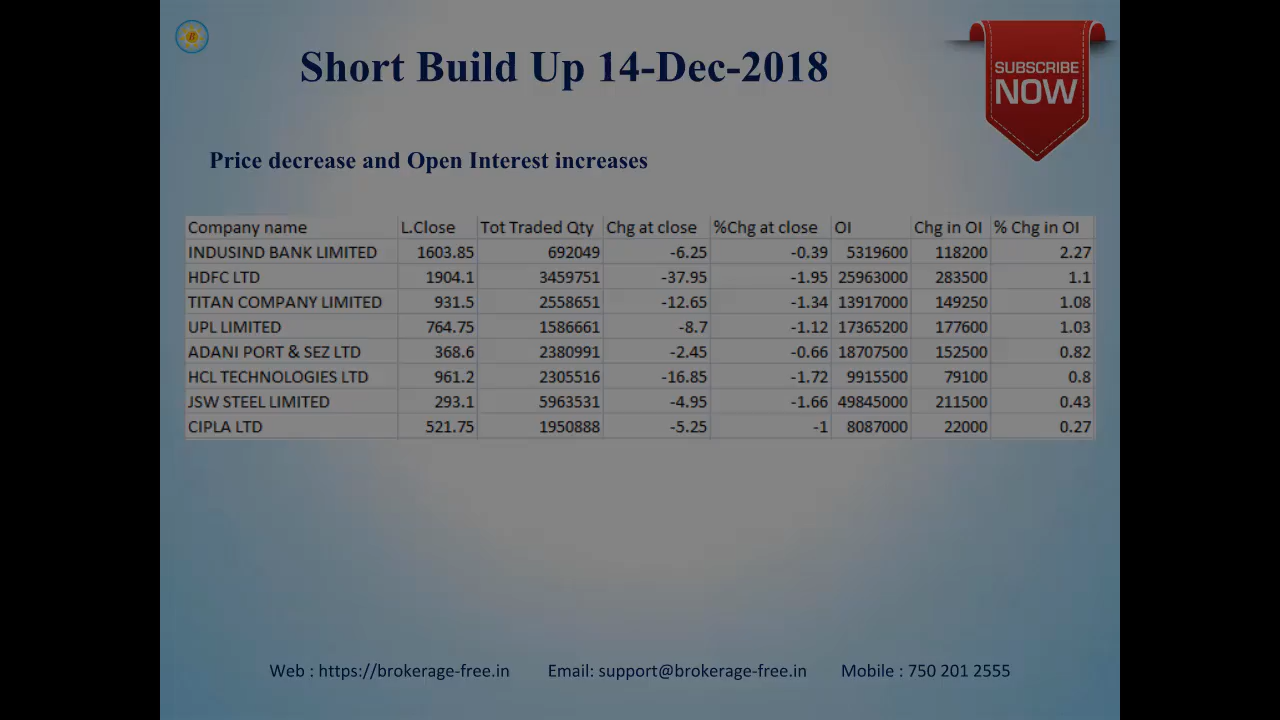 B
Short Build Up 14-Dec-2018
SUBSCRIBE
NOW
Price decrease and Open Interest increases
Company name L.Close Tot Traded Qty Chg at close %Chg at close OI Chg in OI % Chg in OI
INDUSIND BANK LIMITED 1603.85 692049 -6.25 -0.39 5319600 118200 2.27
HDFC LTD 1904.1 3459751 -37.95 -1.95 25963000 283500 1.1
TITAN COMPANY LIMITED 931.5 2558651 -12.65 -1.34 13917000 149250 1.08
UPL LIMITED 764.75 1586661 -8.7 -1.12 17365200 177600 1.03
ADANI PORT & SEZ LTD 368.6 2380991 -2.45 -0.66 18707500 152500 0.82
HCL TECHNOLOGIES LTD 961.2 2305516 -16.85 -1.72 9915500 79100 0.8
JSW STEEL LIMITED 293.1 5963531 -4.95 -1.66 49845000 211500 0.43
CIPLA LTD 521.75 1950888 -5.25 -1 8087000 22000 0.27
Web : https://brokerage-free.in Email: support@brokerage-free.in Mobile : 750 201 2555